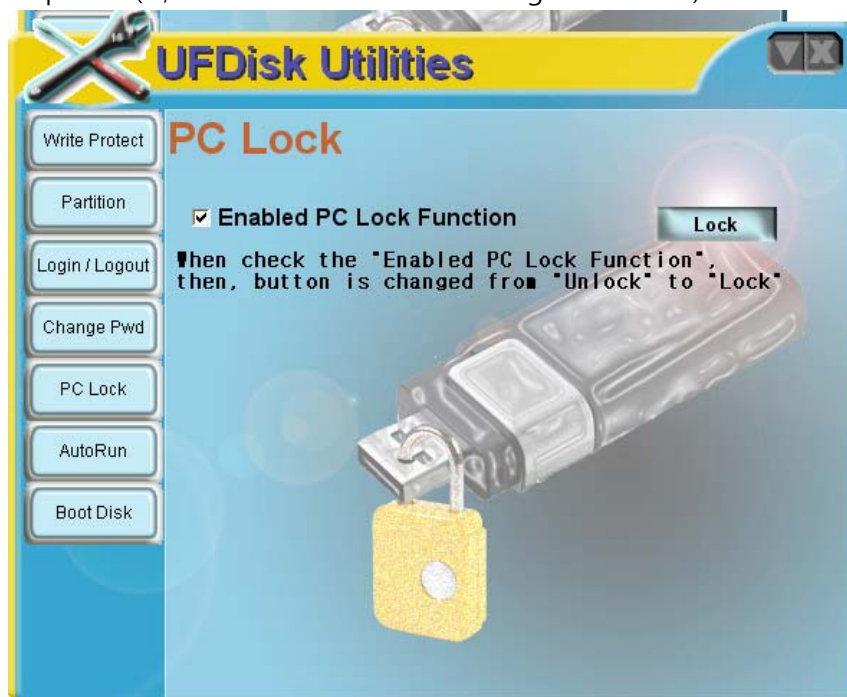 UFDisk Utilities
Write Protect
Partition
Login / Logout
Change Pwd
PC Lock
AutoRun
Boot Disk
PC Lock
Enabled PC Lock Function
Lock
When check the "Enabled PC Lock Function",
then, button is changed from "Unlock" to "Lock"